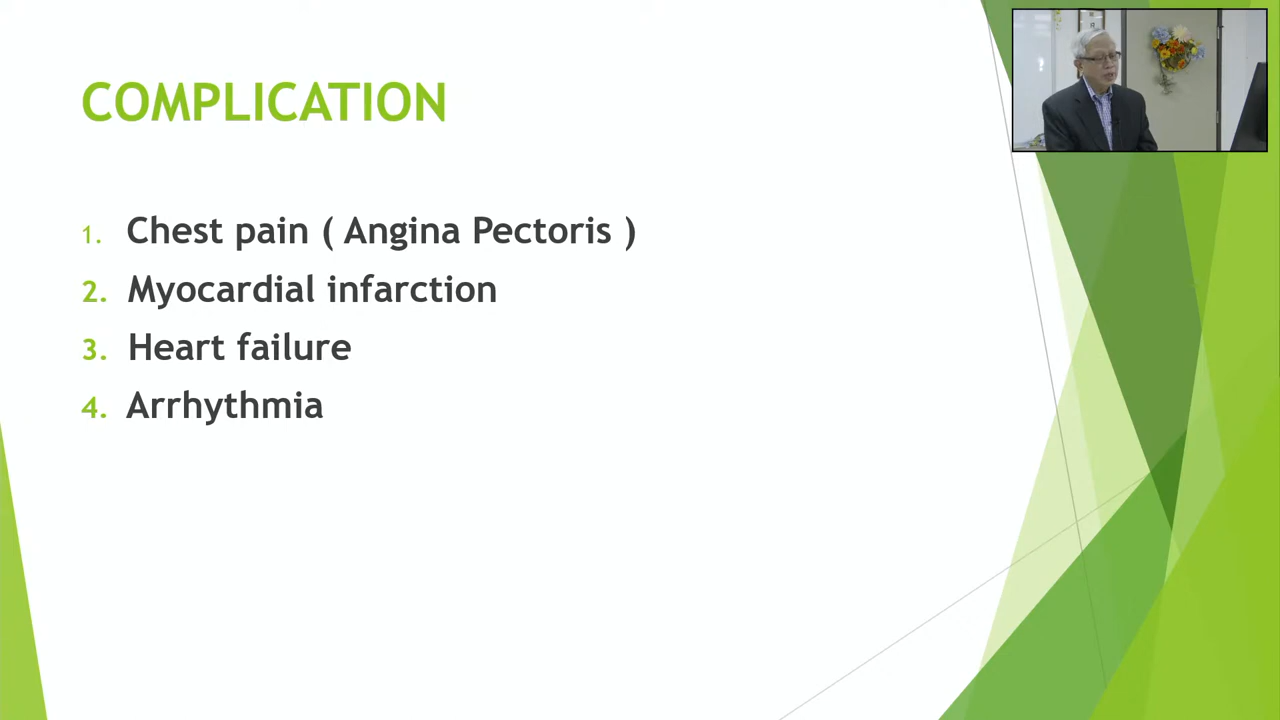 COMPLICATION
1. Chest pain ( Angina Pectoris )
2. Myocardial infarction
3. Heart failure
4. Arrhythmia